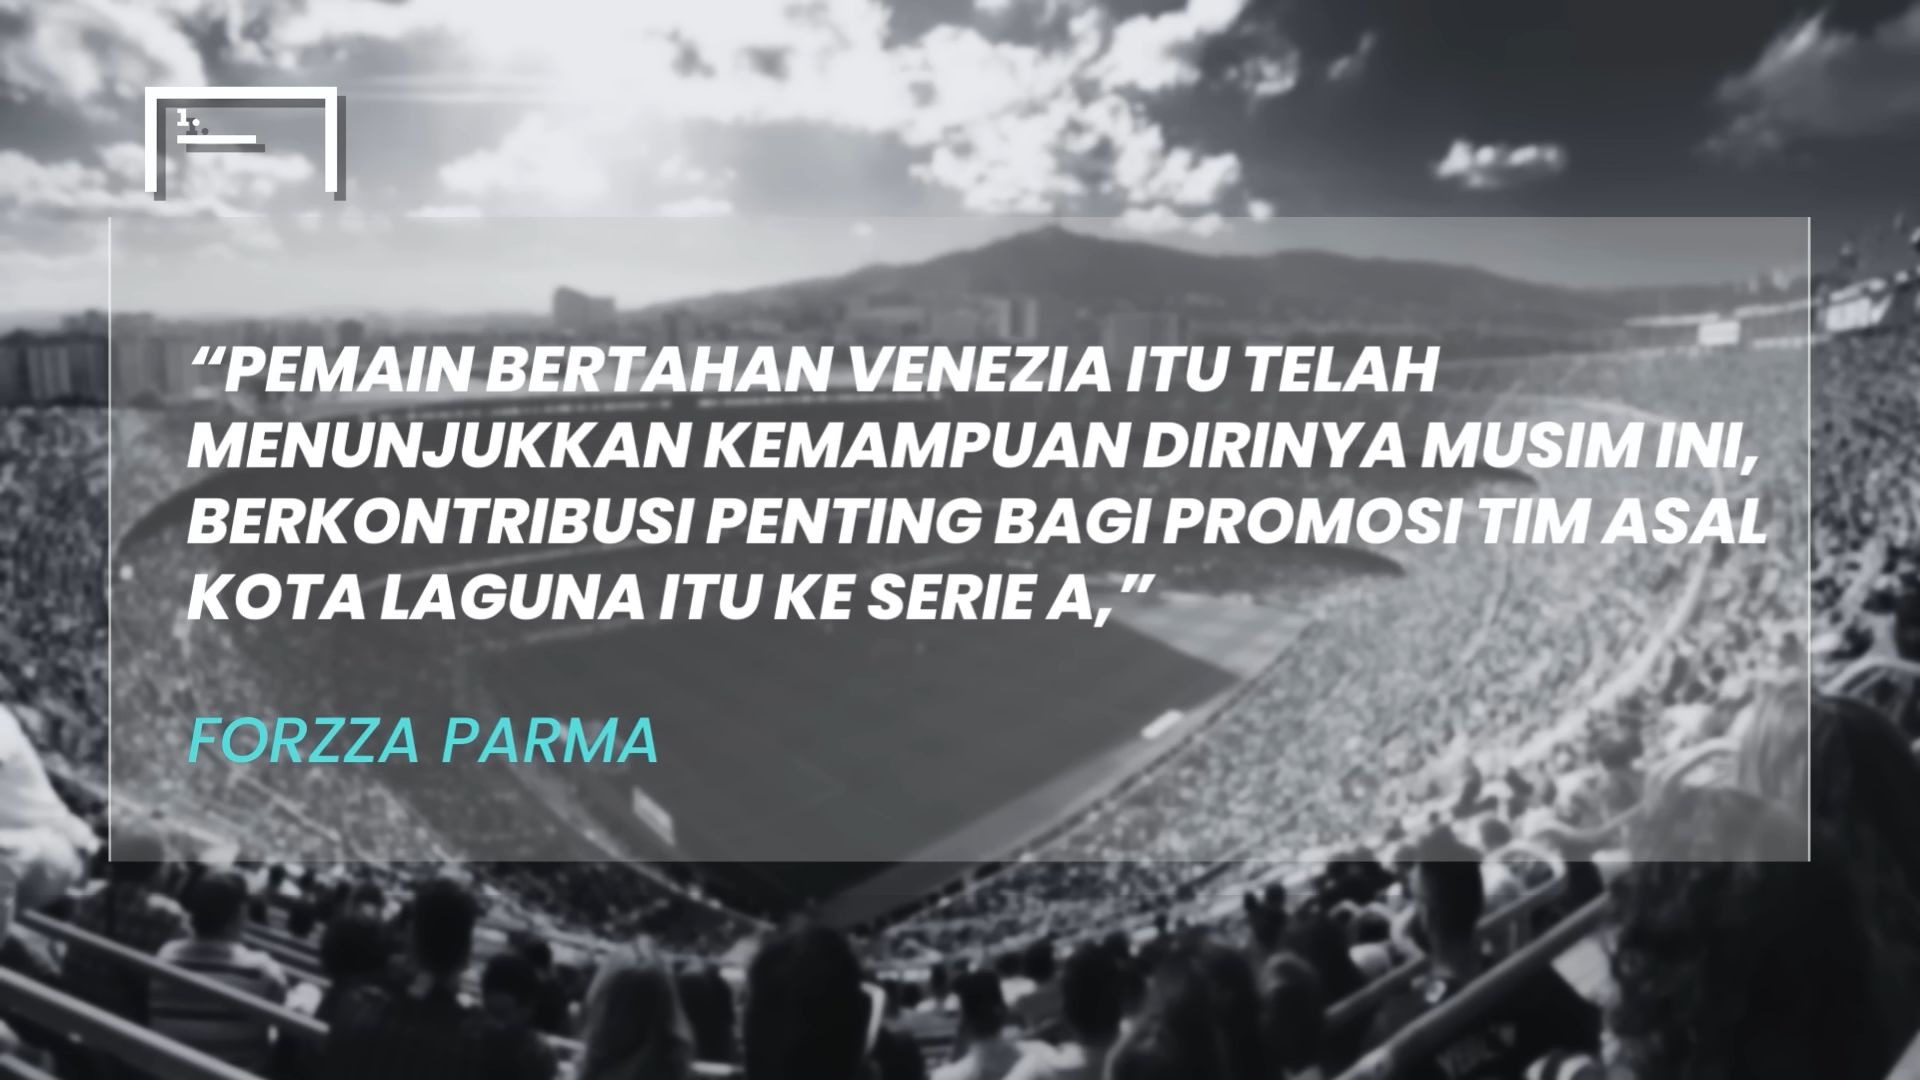 1.
“PEMAIN BERTAHAN VENEZIA ITU TELAH
MENUNJUKKAN KEMAMPUAN DIRINYA MUSIM INI,
BERKONTRIBUSI PENTING BAGI PROMOSI TIM ASAL
KOTA LAGUNA ITU KE SERIE A,”
FORZZA PARMA